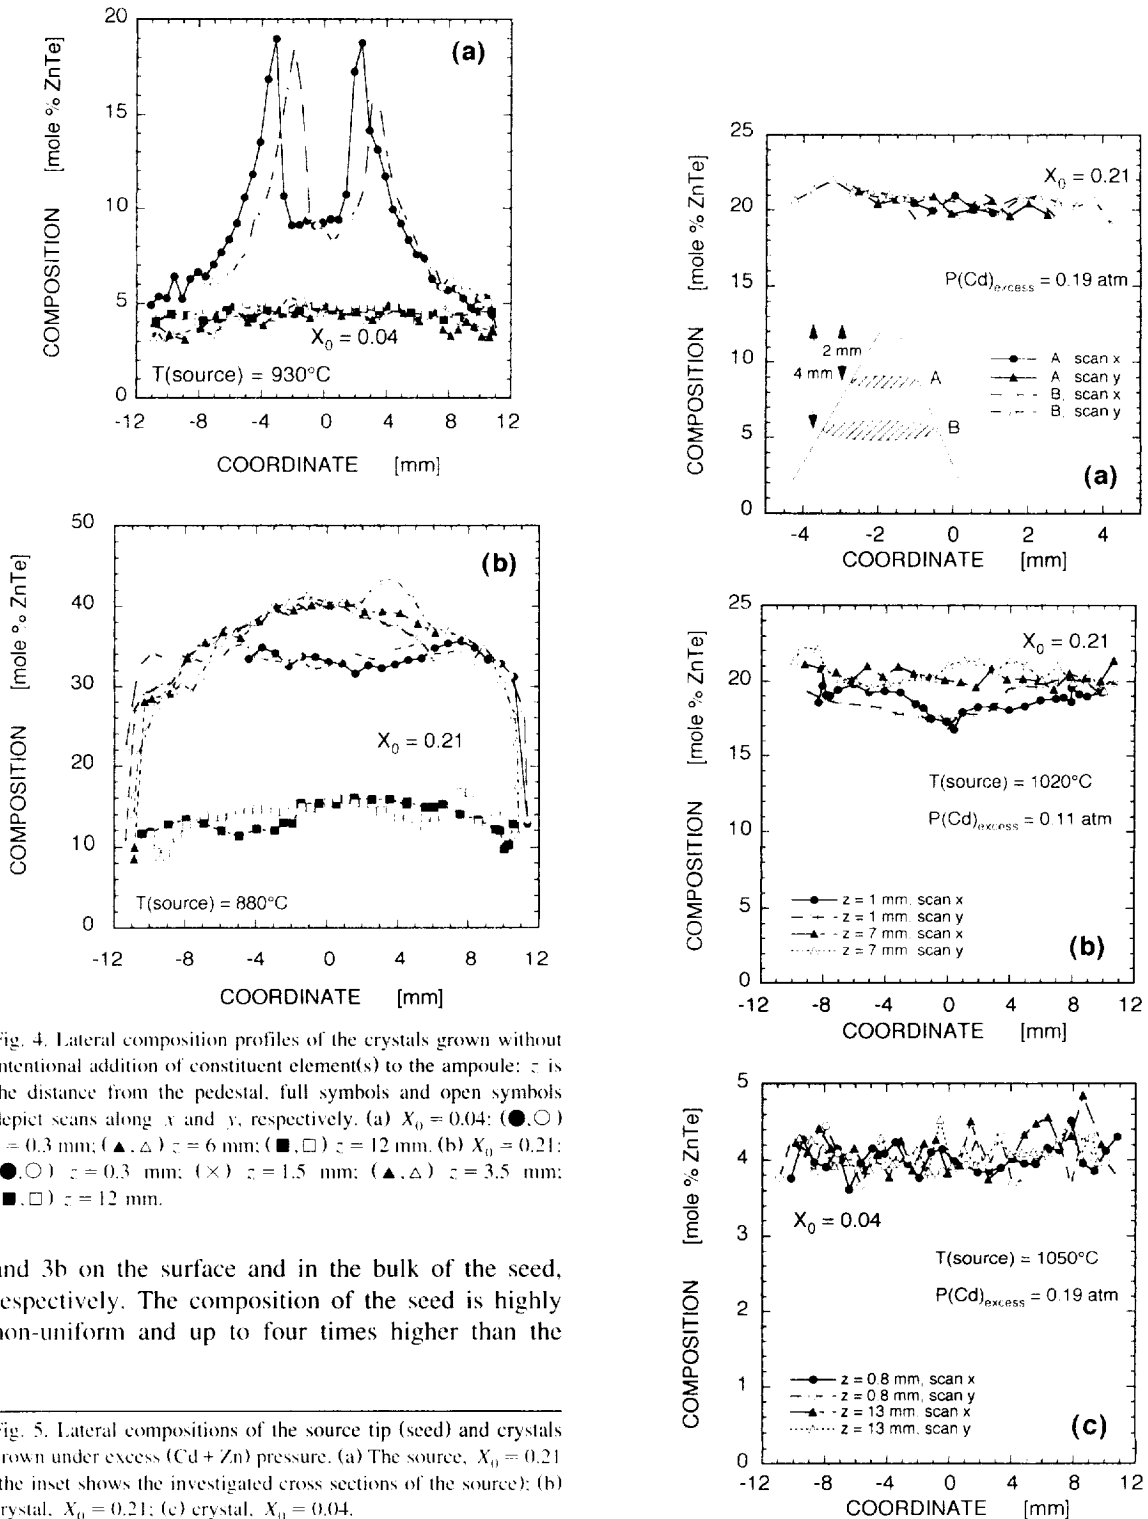 20
15
10
5
0
COMPOSITION [mole % ZnTe]
(a)
X0 = 0.04
T(source) = 930°C
-12 -8 -4 0 4 8 12
COORDINATE [mm]
50
40
30
20
10
0
COMPOSITION [mole % ZnTe]
(b)
X0 = 0.21
T(source) = 880°C
-12 -8 -4 0 4 8 12
COORDINATE [mm]
Fig. 4. Lateral composition profiles of the crystals grown without
intentional addition of constituent element(s) to the ampoule: z is
the distance from the pedestal, full symbols and open symbols
depict scans along x and y, respectively. (a) X0 = 0.04: (●,○)
= 0.3 mm; (▲,△) z = 6 mm; (■,□) z = 12 mm. (b) X0 = 0.21:
●,○) z = 0.3 mm; (×) z = 1.5 mm; (▲,△) z = 3.5 mm;
■,□) z = 12 mm.
and 3b on the surface and in the bulk of the seed,
respectively. The composition of the seed is highly
non-uniform and up to four times higher than the
Fig. 5. Lateral compositions of the source tip (seed) and crystals
grown under excess (Cd + Zn) pressure. (a) The source, X0 = 0.21
(the inset shows the investigated cross sections of the source); (b)
crystal, X0 = 0.21; (c) crystal, X0 = 0.04.
25
20
15
10
5
0
COMPOSITION [mole % ZnTe]
X0 = 0.21
P(Cd)excess = 0.19 atm
2 mm
4 mm
A
B
A scan x
A scan y
B, scan x
B, scan y
(a)
-4 -2 0 2 4
COORDINATE [mm]
25
20
15
10
5
0
COMPOSITION [mole % ZnTe]
X0 = 0.21
T(source) = 1020°C
P(Cd)excess = 0.11 atm
z = 1 mm, scan x
z = 1 mm, scan y
z = 7 mm, scan x
z = 7 mm, scan y
(b)
-12 -8 -4 0 4 8 12
COORDINATE [mm]
5
4
3
2
1
0
COMPOSITION [mole % ZnTe]
X0 = 0.04
T(source) = 1050°C
P(Cd)excess = 0.19 atm
z = 0.8 mm, scan x
z = 0.8 mm, scan y
z = 13 mm, scan x
z = 13 mm, scan y
(c)
-12 -8 -4 0 4 8 12
COORDINATE [mm]